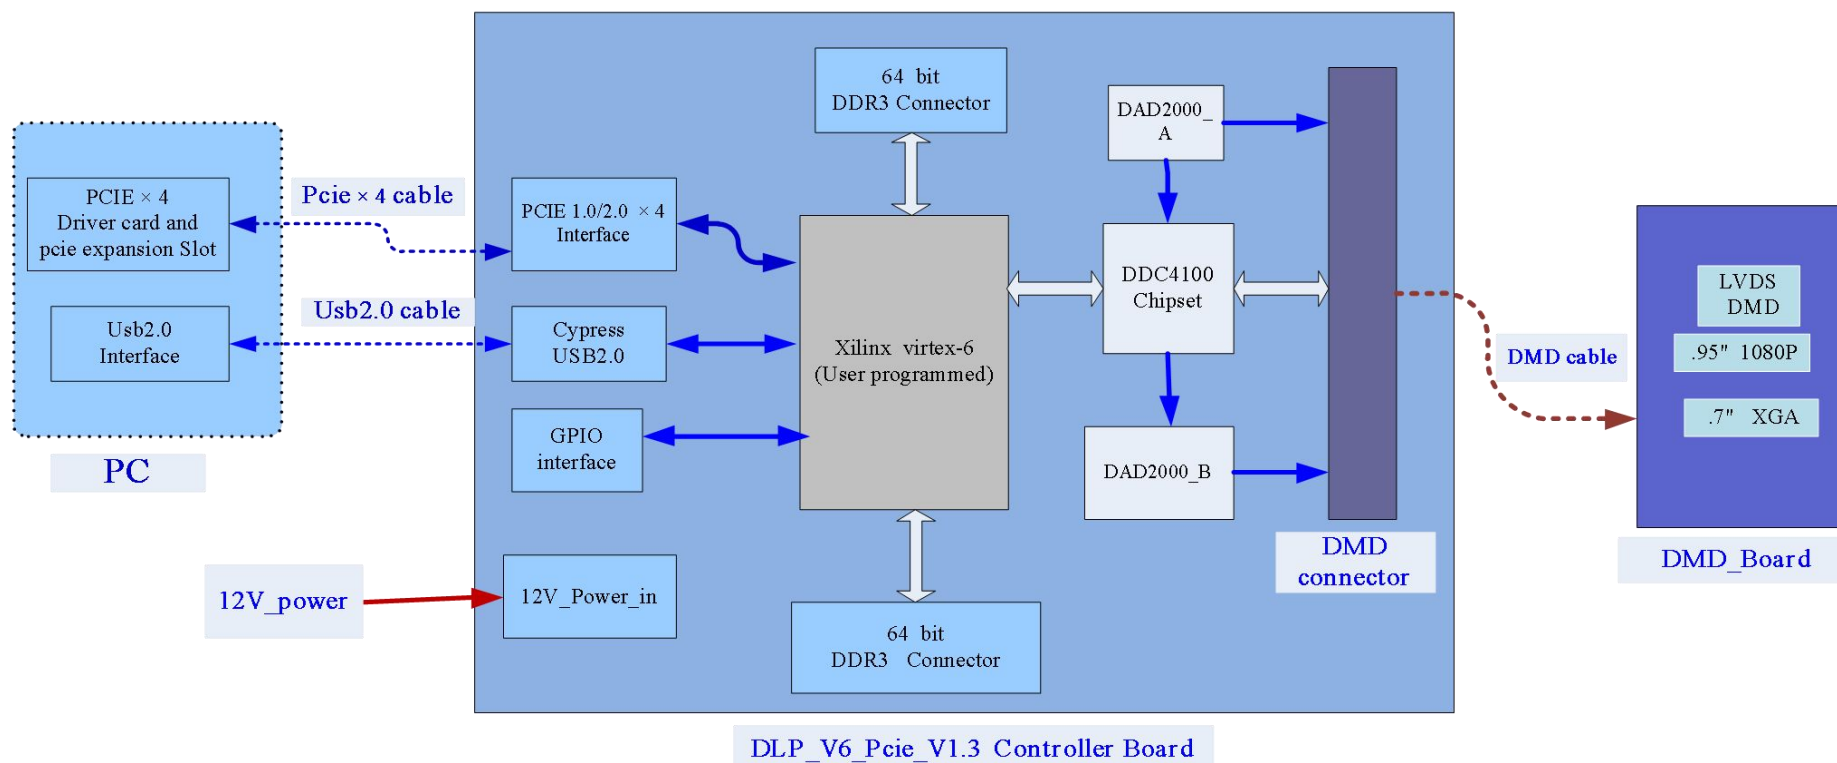 64 bit
DDR3 Connector
PCIE × 4
Driver card and
pcie expansion Slot
Usb2.0
Interface
PC
Pcie × 4 cable
Usb2.0 cable
12V_power
PCIE 1.0/2.0 × 4
Interface
Cypress
USB2.0
GPIO
interface
12V_Power_in
Xilinx virtex-6
(User programmed)
64 bit
DDR3 Connector
DAD2000_
A
DDC4100
Chipset
DAD2000_B
DMD
connector
DMD cable
LVDS
DMD
.95" 1080P
.7" XGA
DMD_Board
DLP_V6_Pcie_V1.3 Controller Board